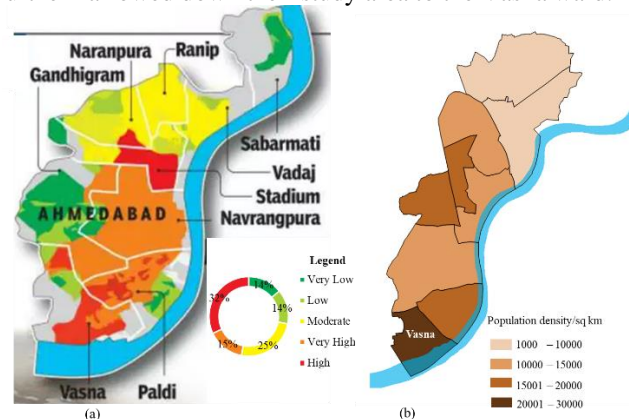 Naranpura
Ranip
Gandhigram
Sabarmati
Vadaj
Stadium
Navrangpura
AHMEDABAD
Vasna
Paldi
Legend
Very Low
Low
Moderate
Very High
High
14%
14%
25%
15%
32%
(a)
Vasna
Population density/sq km
1000 – 10000
10000 – 15000
15001 – 20000
20001 – 30000
(b)